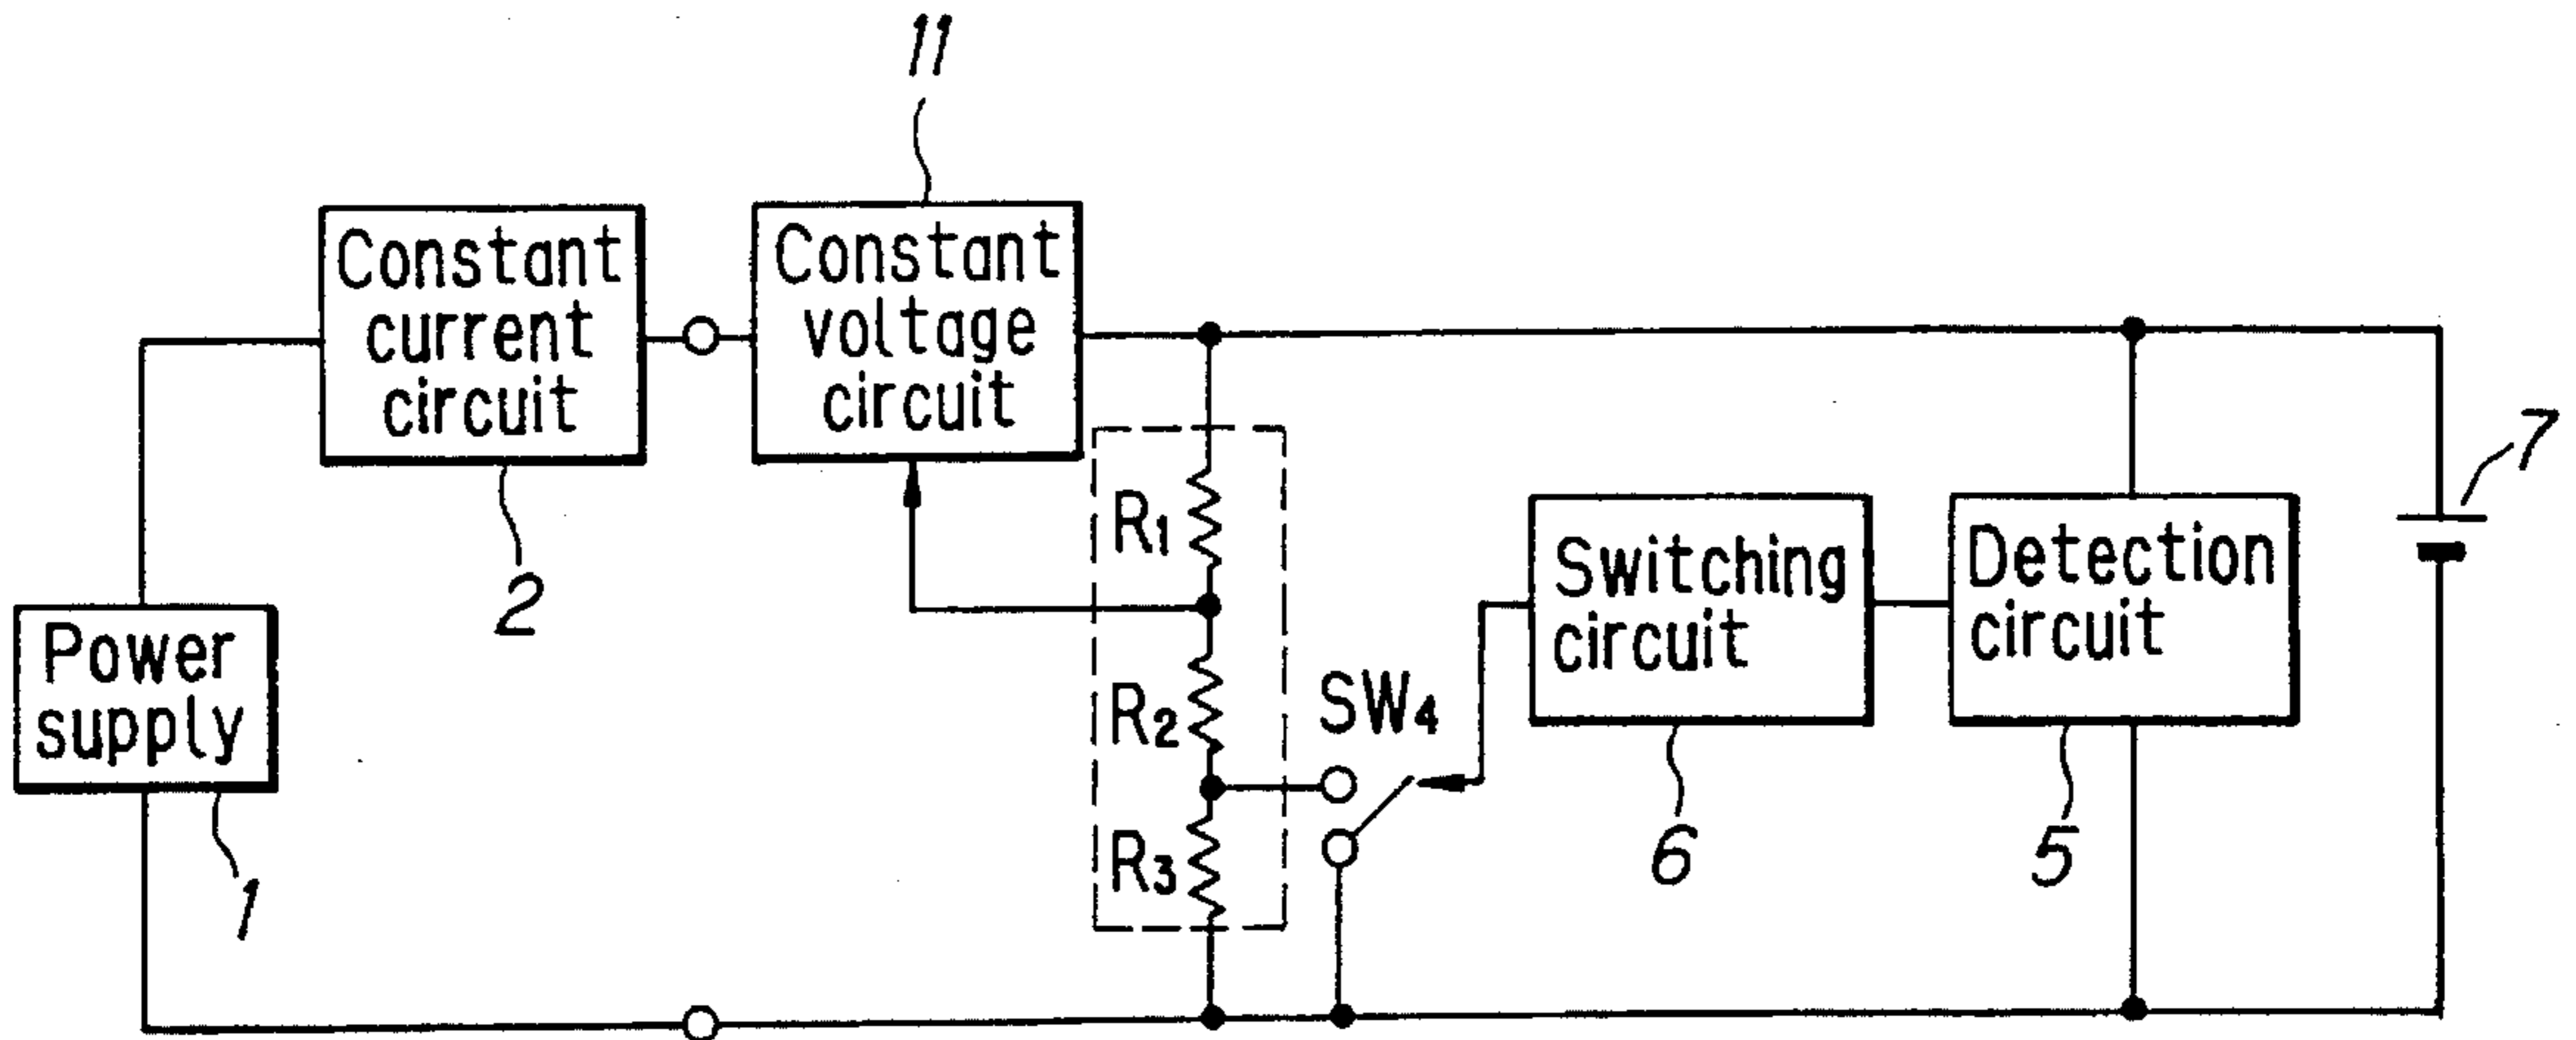 11
Constant
current
circuit
Constant
voltage
circuit
7
R1
Switching
circuit
Detection
circuit
2
Power
supply
R2
SW4
R3
6
5
1